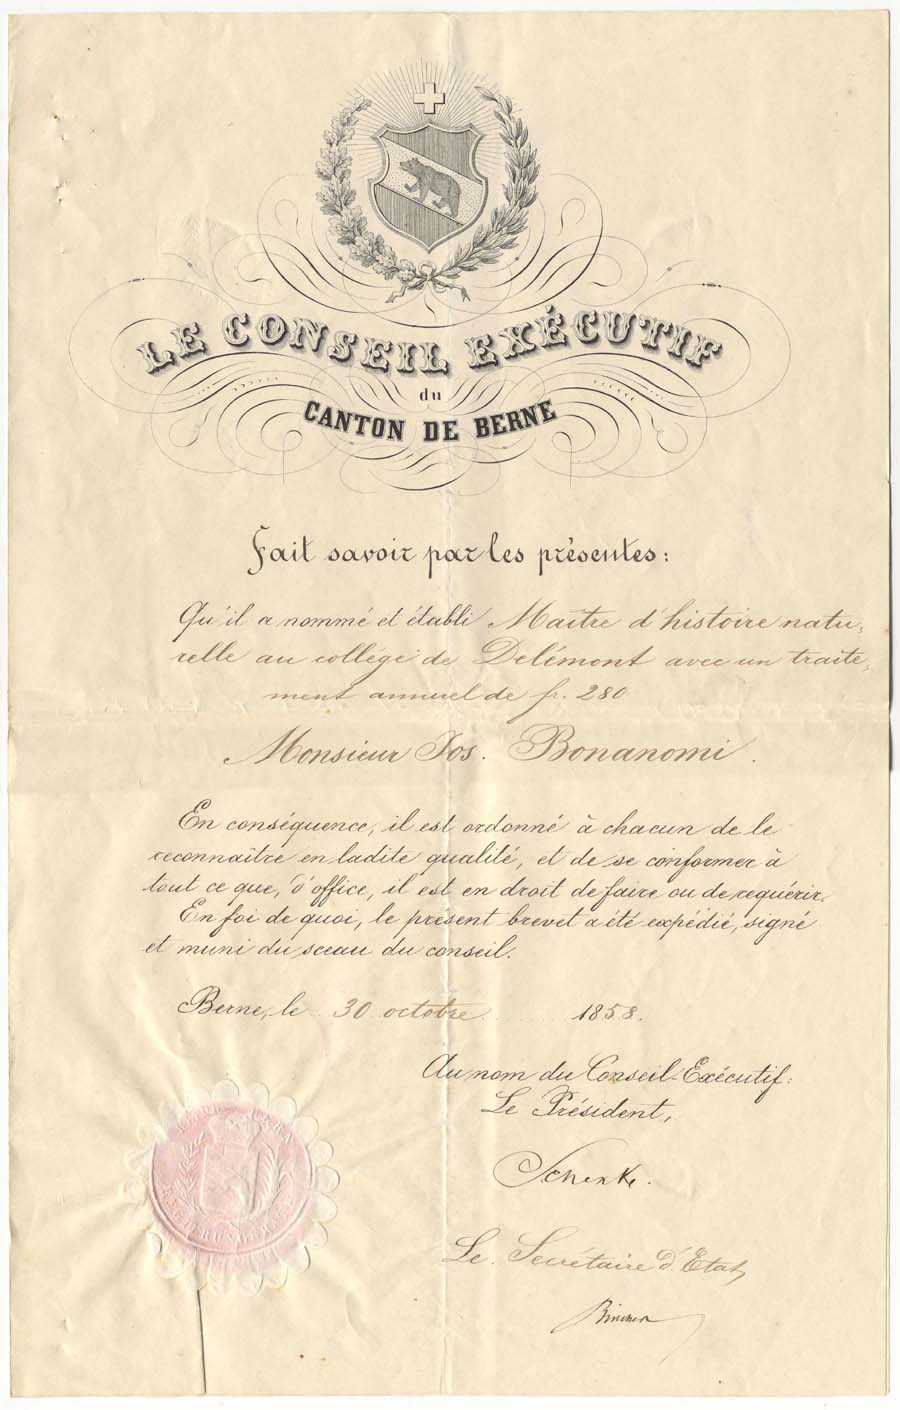 LE CONSEIL EXÉCUTIF
du
CANTON DE BERNE
Fait savoir par les présentes:
Qu'il a nommé et établi Maître d'histoire natu-
relle au collége de Delémont avec un traite-
ment annuel de fr. 280
Monsieur Jos. Bonanomi.
En conséquence, il est ordonné à chacun de le
reconnaître en ladite qualité, et de se conformer à
tout ce que, d'office, il est en droit de faire ou de requérir.
En foi de quoi, le présent brevet a été expédié, signé
et muni du sceau du conseil.
Berne, le 30 octobre 1858.
Au nom du Conseil-Exécutif:
Le Président,
Schenk.
Le Secrétaire d'Etat,